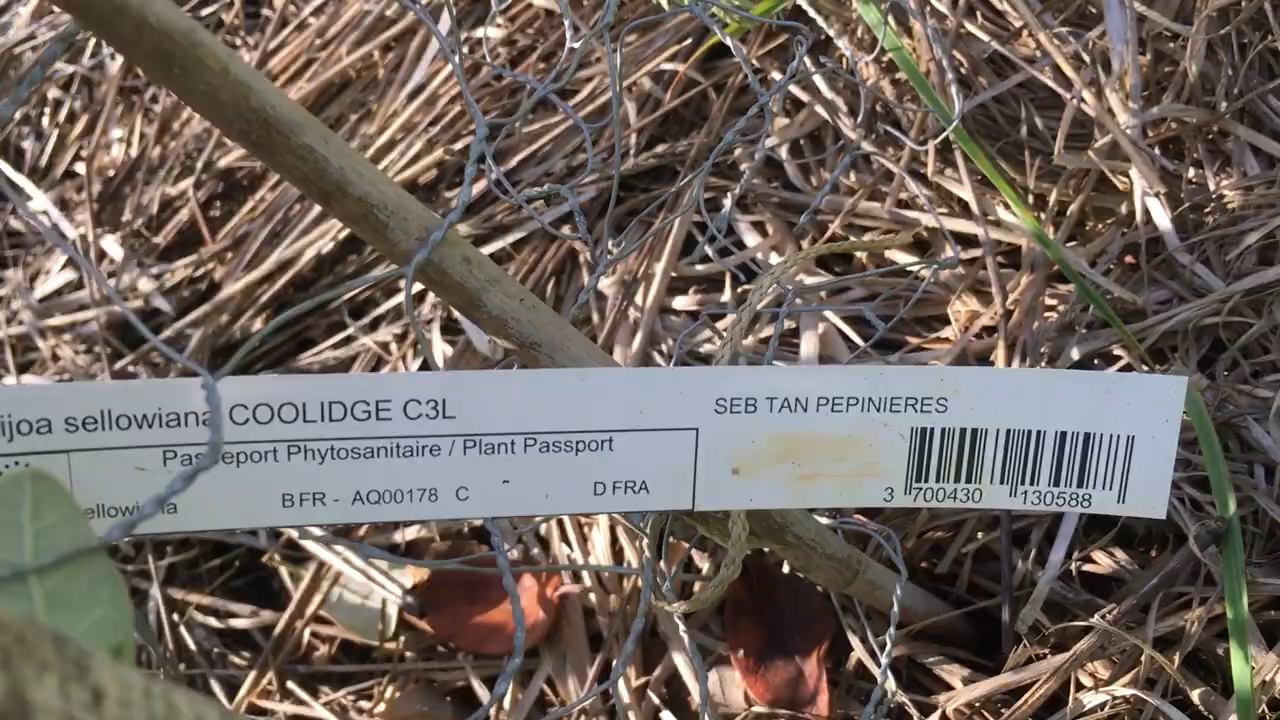 ijoa sellowiana COOLIDGE C3L
SEB TAN PEPINIERES
Passeport Phytosanitaire / Plant Passport
B FR - AQ00178 C D FRA
ellowiana
3 700430 130588